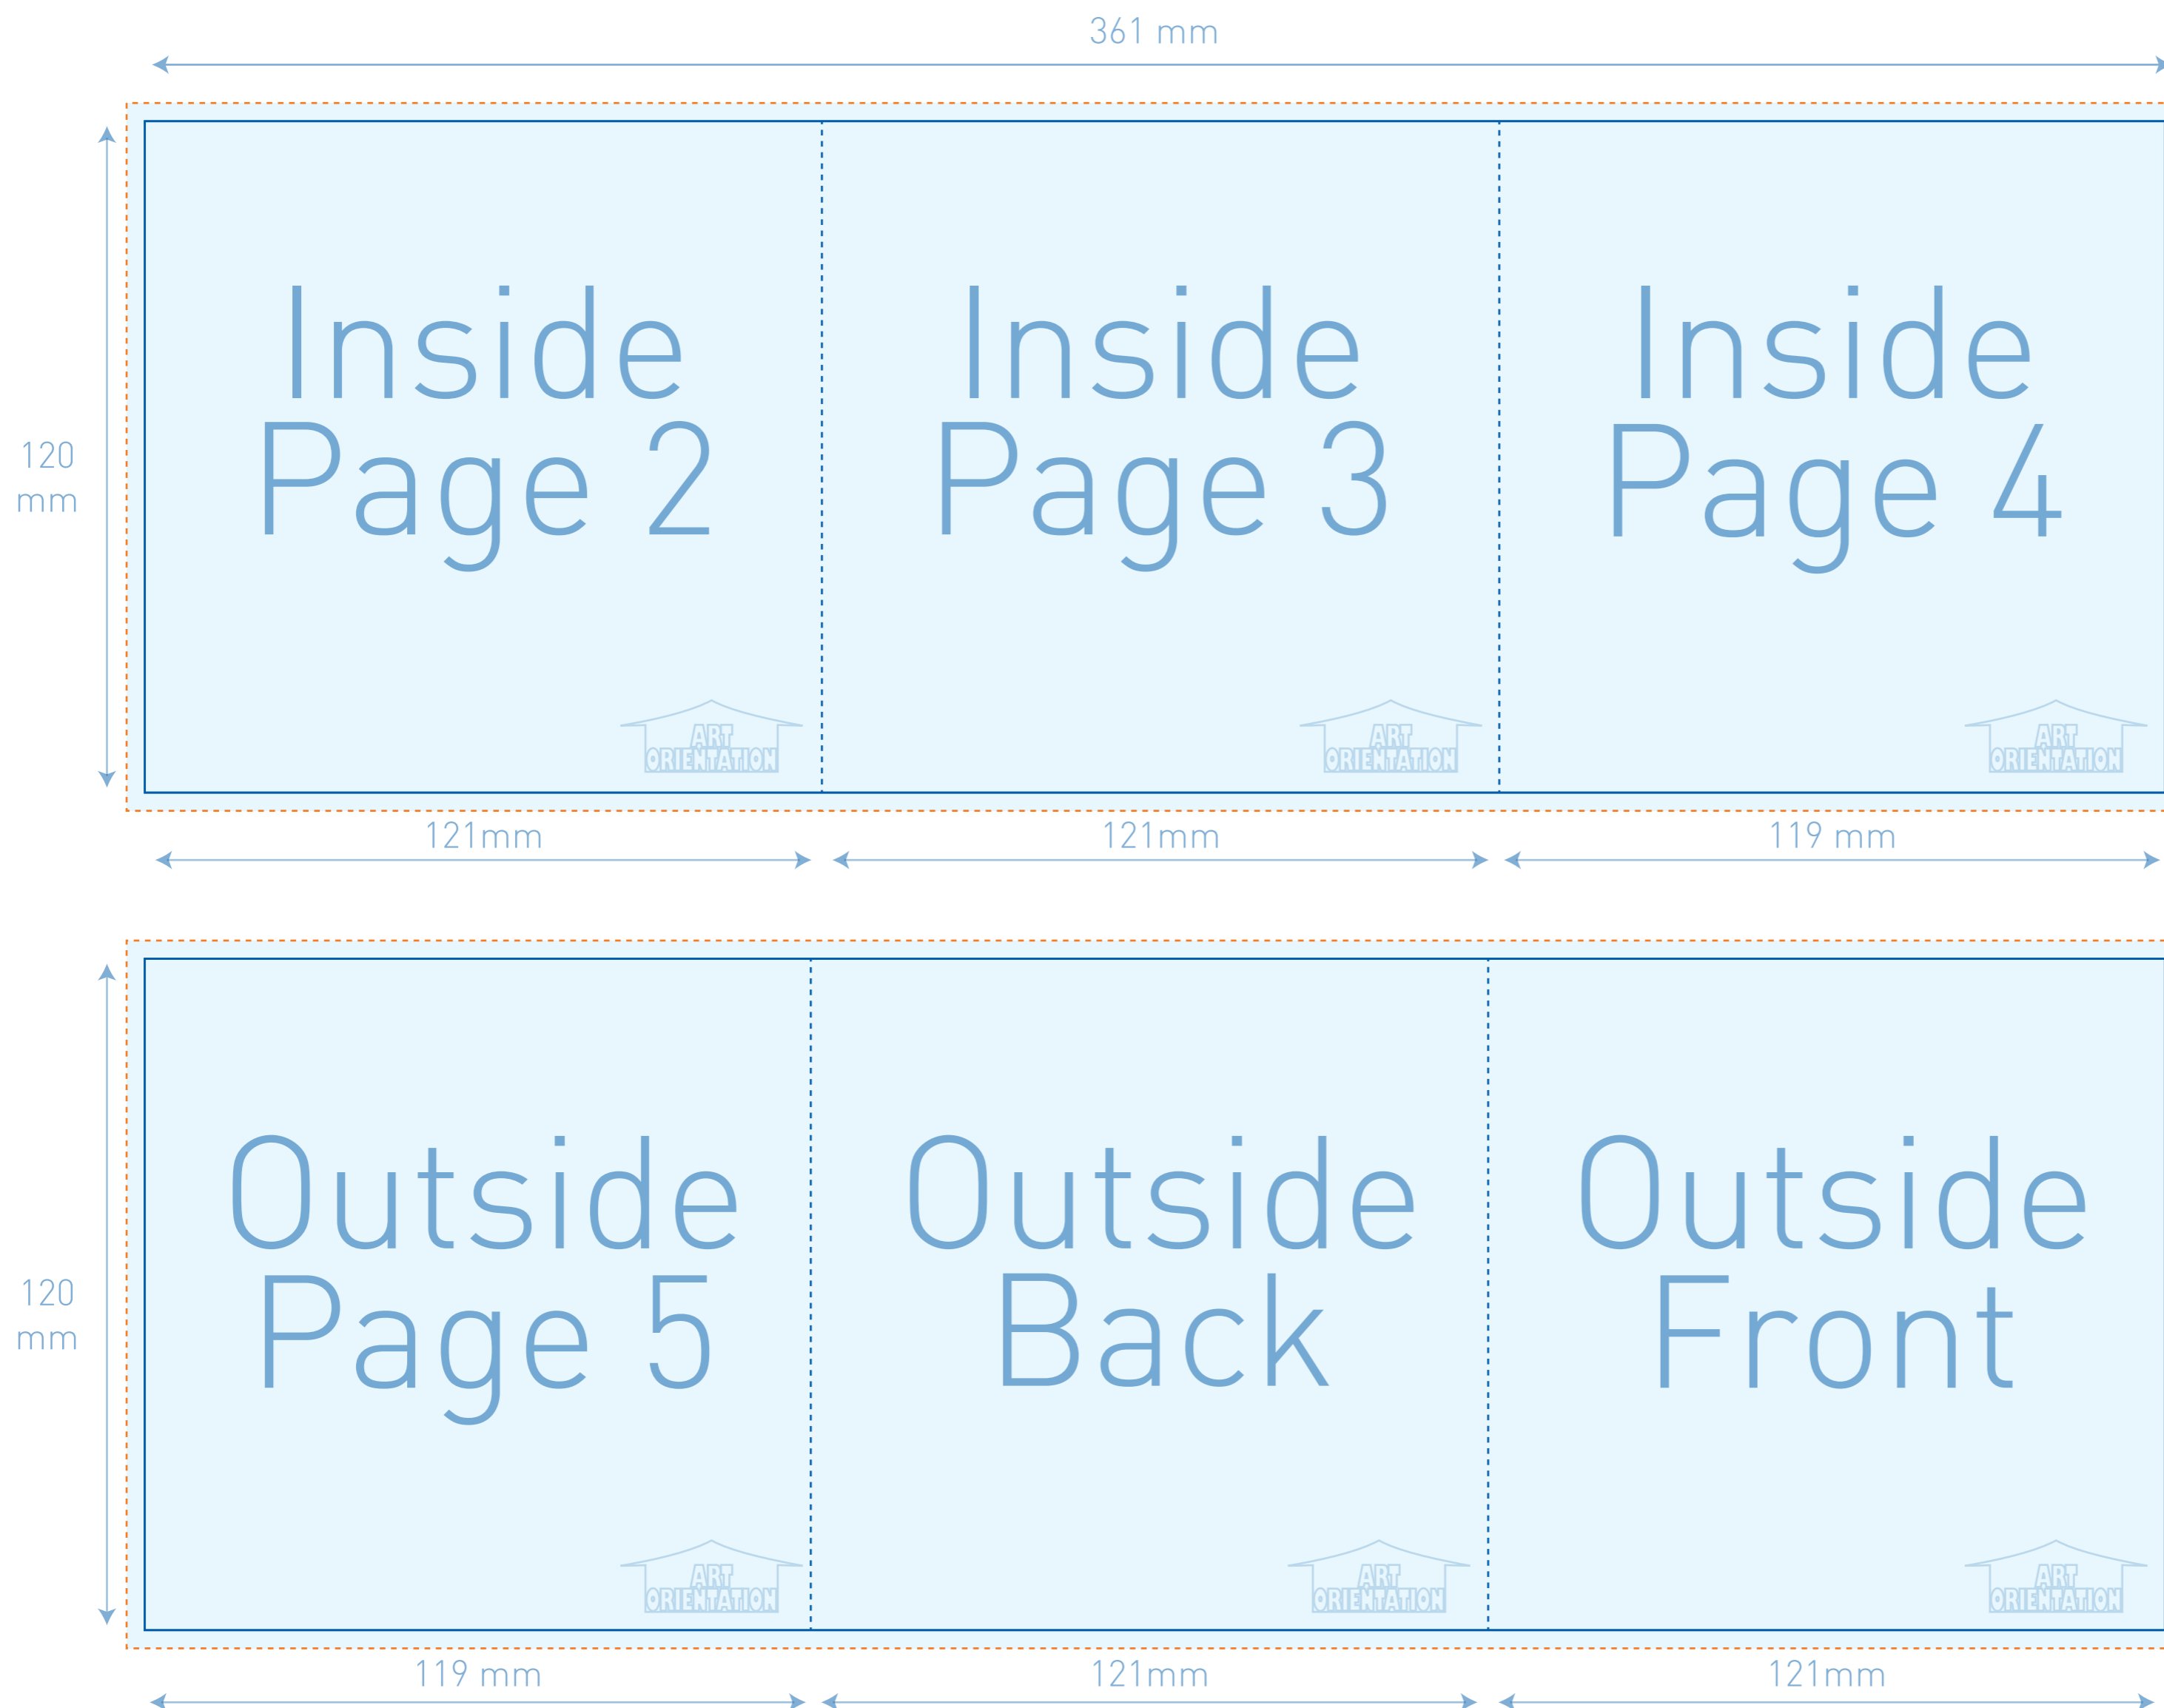 361 mm
Inside
Page 2
Inside
Page 3
Inside
Page 4
120
mm
ART
ORIENTATION
ART
ORIENTATION
ART
ORIENTATION
121mm
121mm
119 mm
Outside
Page 5
Outside
Back
Outside
Front
120
mm
ART
ORIENTATION
ART
ORIENTATION
ART
ORIENTATION
119 mm
121mm
121mm